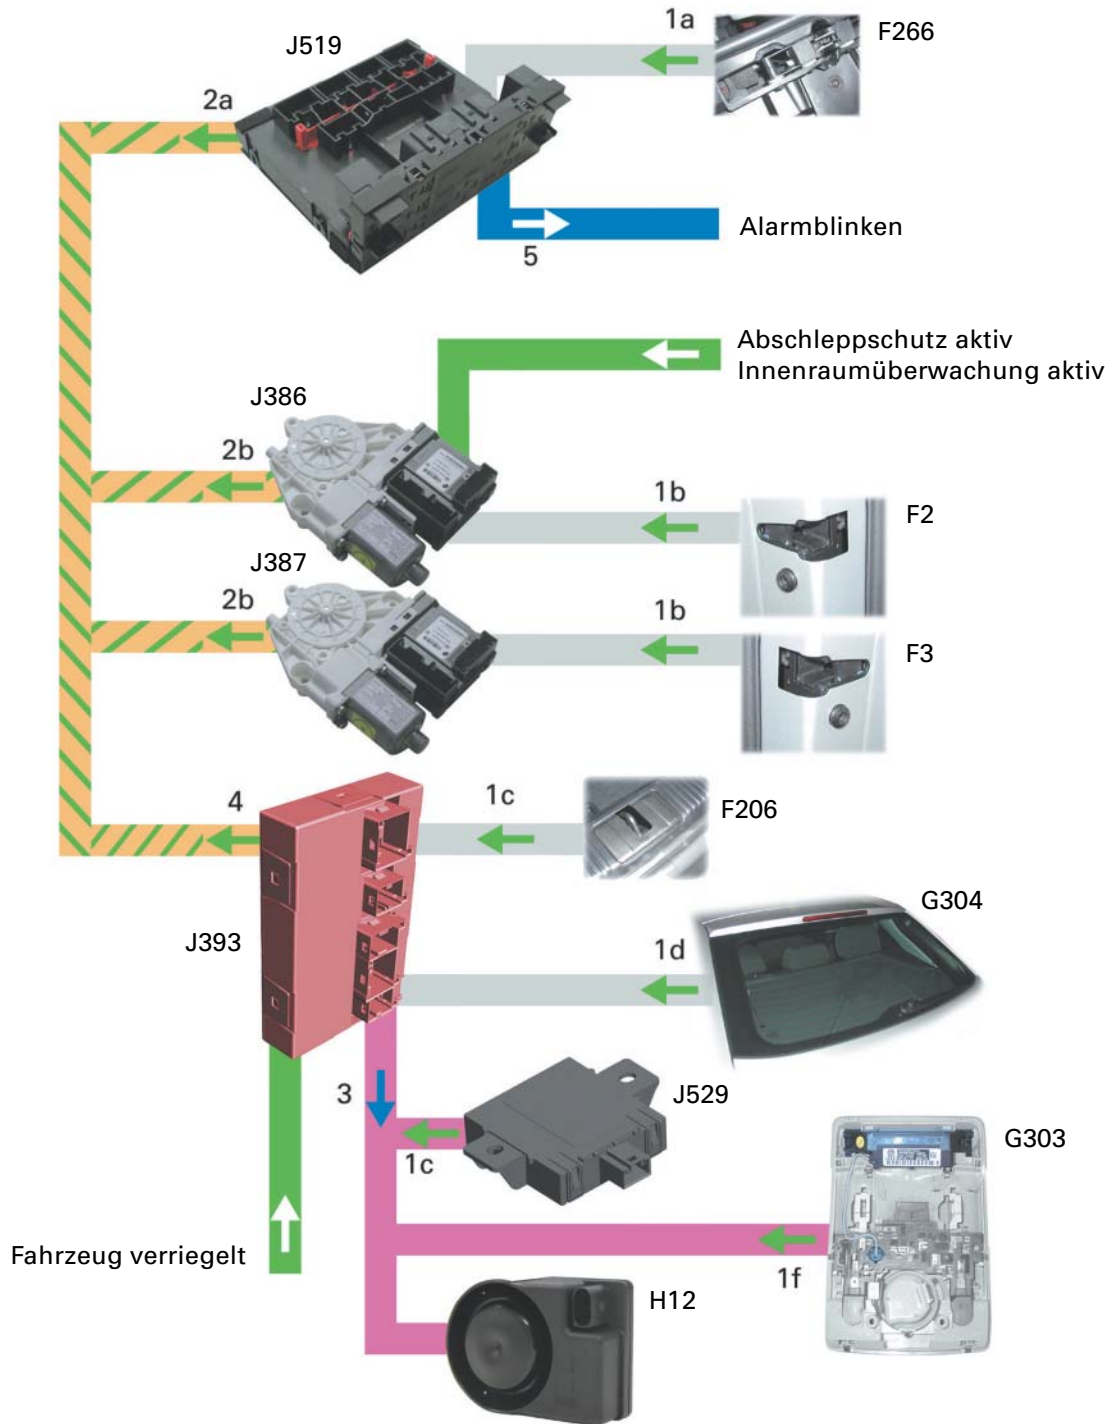 1a
F266
J519
2a
Alarmblinken
5
Abschleppschutz aktiv
Innenraumüberwachung aktiv
J386
2b
1b
F2
J387
2b
1b
F3
4
1c
F206
G304
J393
1d
3
J529
1c
G303
Fahrzeug verriegelt
1f
H12